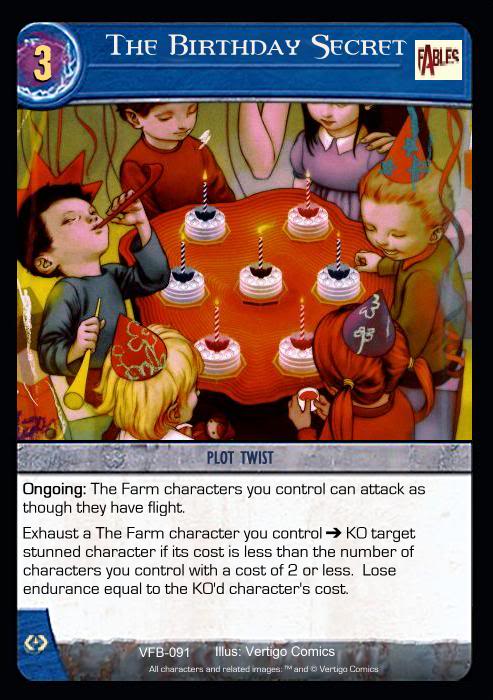 3
THE BIRTHDAY SECRET
FABLES
PLOT TWIST
Ongoing: The Farm characters you control can attack as
though they have flight.
Exhaust a The Farm character you control ➔ KO target
stunned character if its cost is less than the number of
characters you control with a cost of 2 or less. Lose
endurance equal to the KO'd character's cost.
VFB-091 Illus: Vertigo Comics
All characters and related images: ™ and © Vertigo Comics